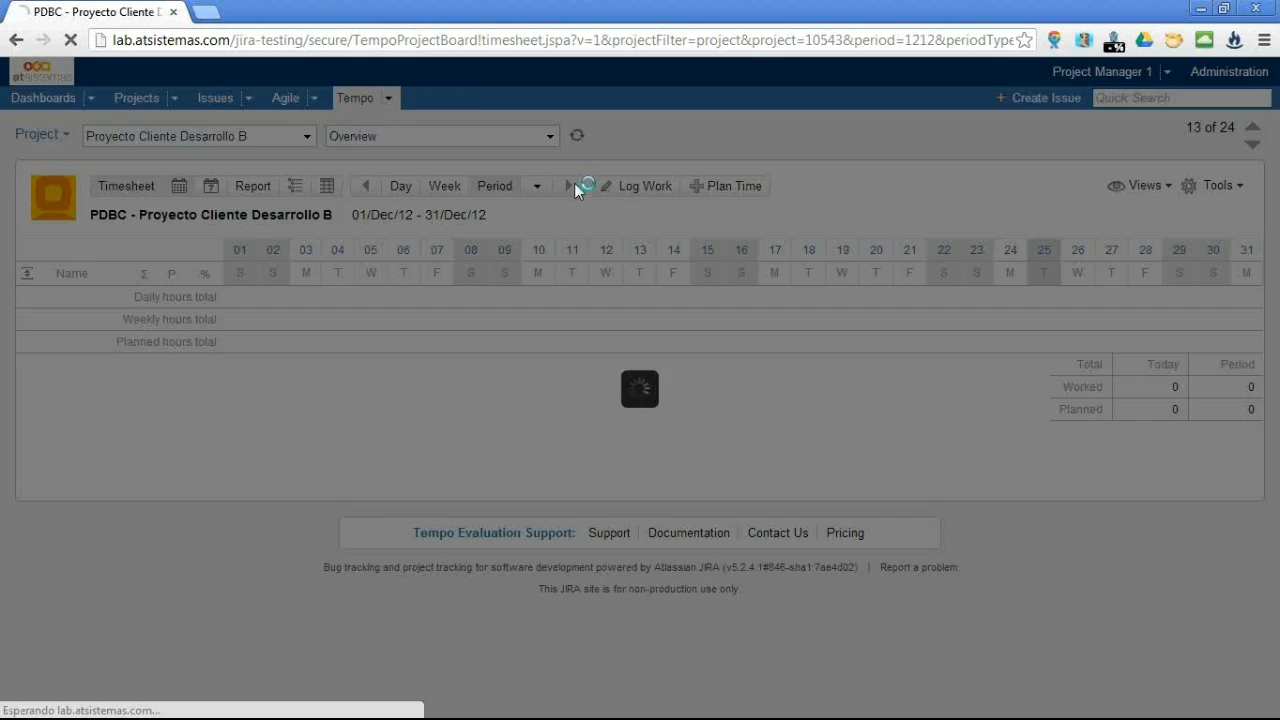 PDBC - Proyecto Cliente D
lab.atsistemas.com/jira-testing/secure/TempoProjectBoard!timesheet.jspa?v=1&projectFilter=project&project=10543&period=1212&periodType
atsistemas
Project Manager 1 Administration
Dashboards Projects Issues Agile Tempo + Create Issue Quick Search
Project Proyecto Cliente Desarrollo B Overview 13 of 24
Timesheet 7 Report Day Week Period Log Work Plan Time Views Tools
PDBC - Proyecto Cliente Desarrollo B 01/Dec/12 - 31/Dec/12
01 02 03 04 05 06 07 08 09 10 11 12 13 14 15 16 17 18 19 20 21 22 23 24 25 26 27 28 29 30 31
Name Σ P % S S M T W T F S S M T W T F S S M T W T F S S M T W T F S S M
Daily hours total
Weekly hours total
Planned hours total
Total Today Period
Worked 0 0
Planned 0 0
Tempo Evaluation Support: Support Documentation Contact Us Pricing
Bug tracking and project tracking for software development powered by Atlassian JIRA (v5.2.4.1#846-sha1:7ae4d02) | Report a problem
This JIRA site is for non-production use only.
Esperando lab.atsistemas.com...